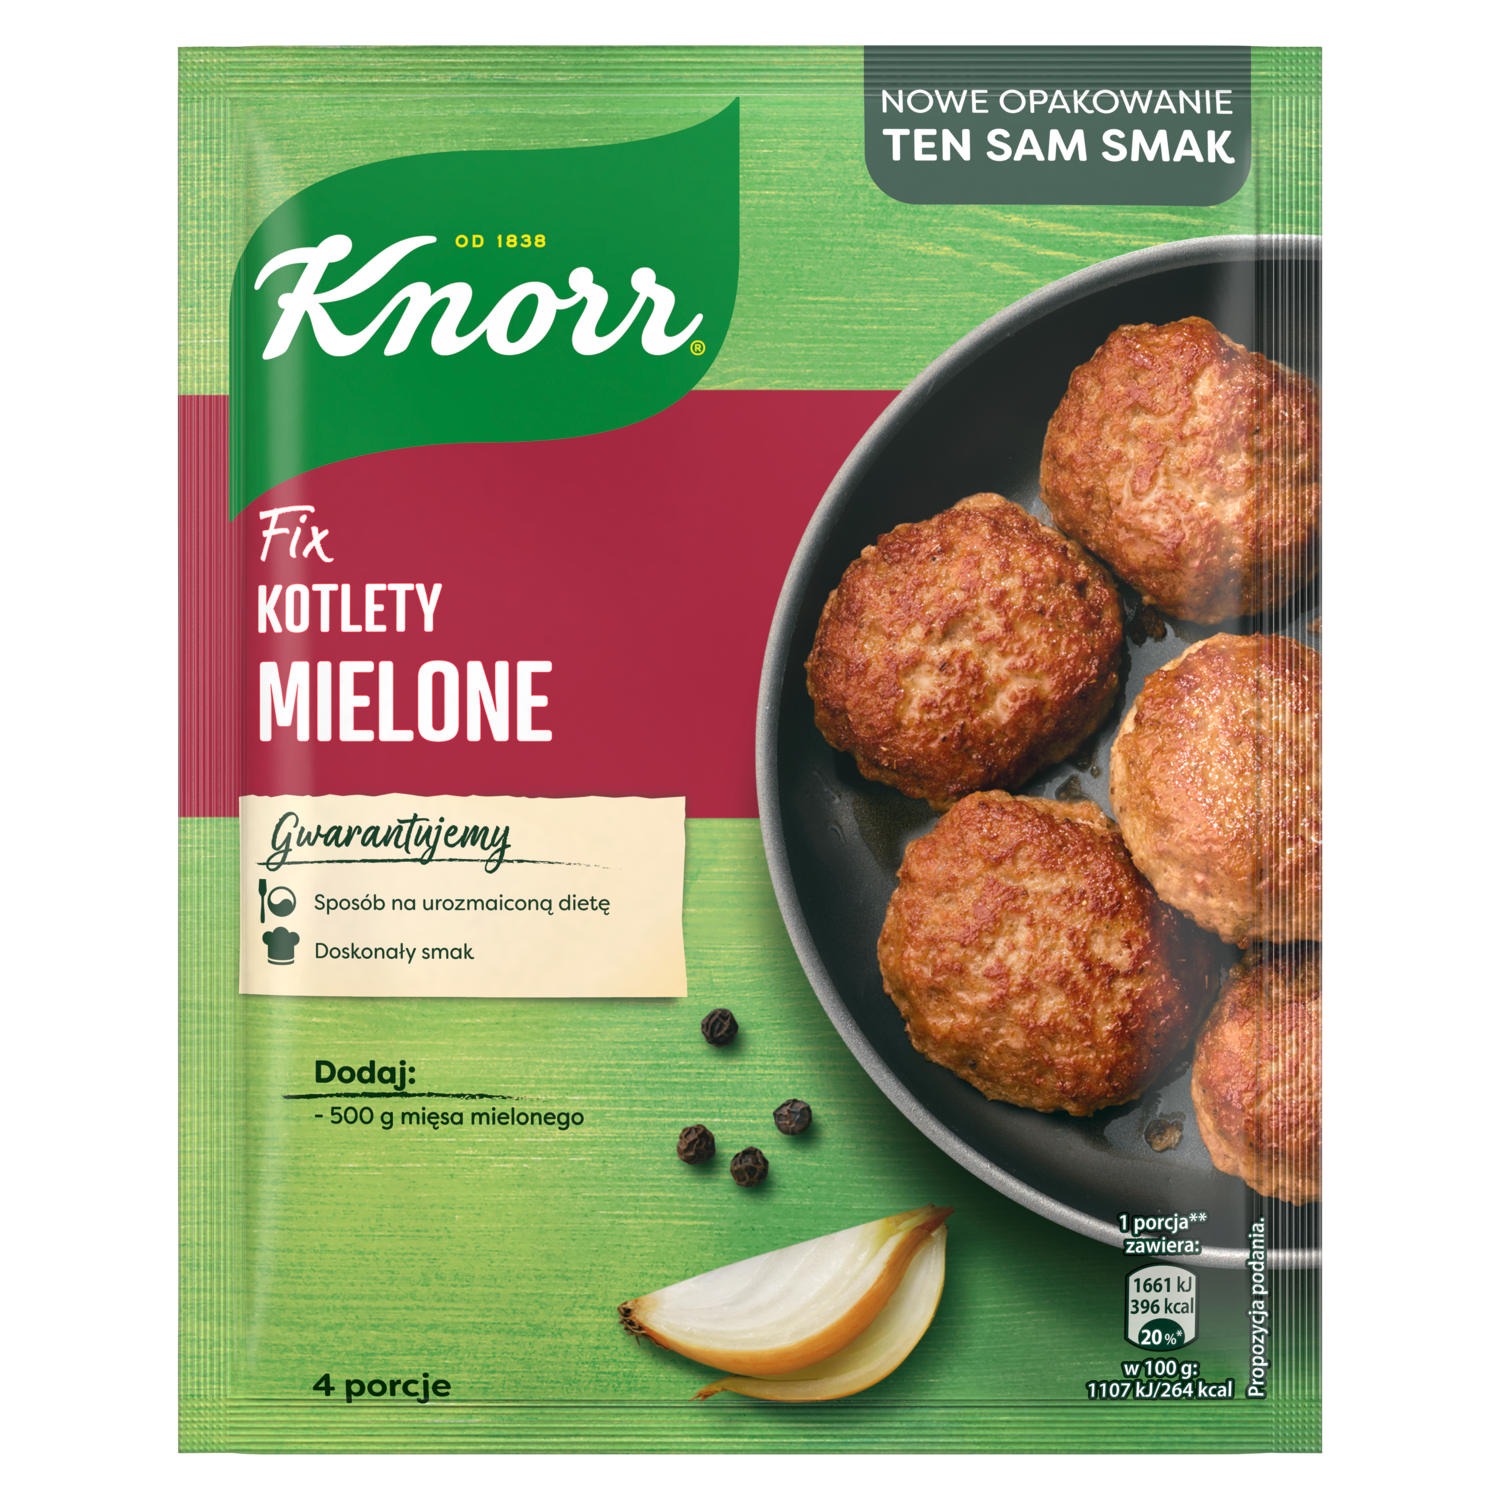 NOWE OPAKOWANIE
TEN SAM SMAK
OD 1838
Knorr®
Fix
KOTLETY
MIELONE
Gwarantujemy
Sposób na urozmaiconą dietę
Doskonały smak
Dodaj:
- 500 g mięsa mielonego
4 porcje
1 porcja**
zawiera:
1661 kJ
396 kcal
20%*
w 100 g:
1107 kJ/264 kcal
Propozycja podania.